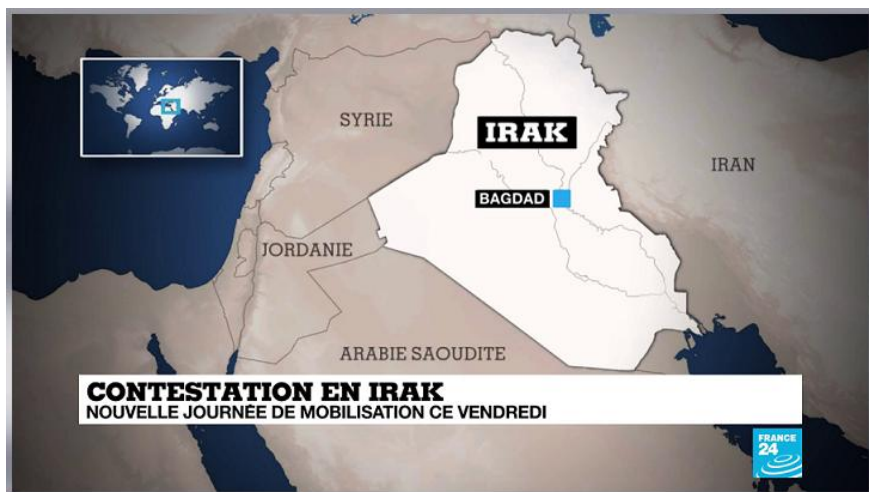 SYRIE
IRAK
IRAN
BAGDAD
JORDANIE
ARABIE SAOUDITE
CONTESTATION EN IRAK
NOUVELLE JOURNÉE DE MOBILISATION CE VENDREDI
FRANCE
24